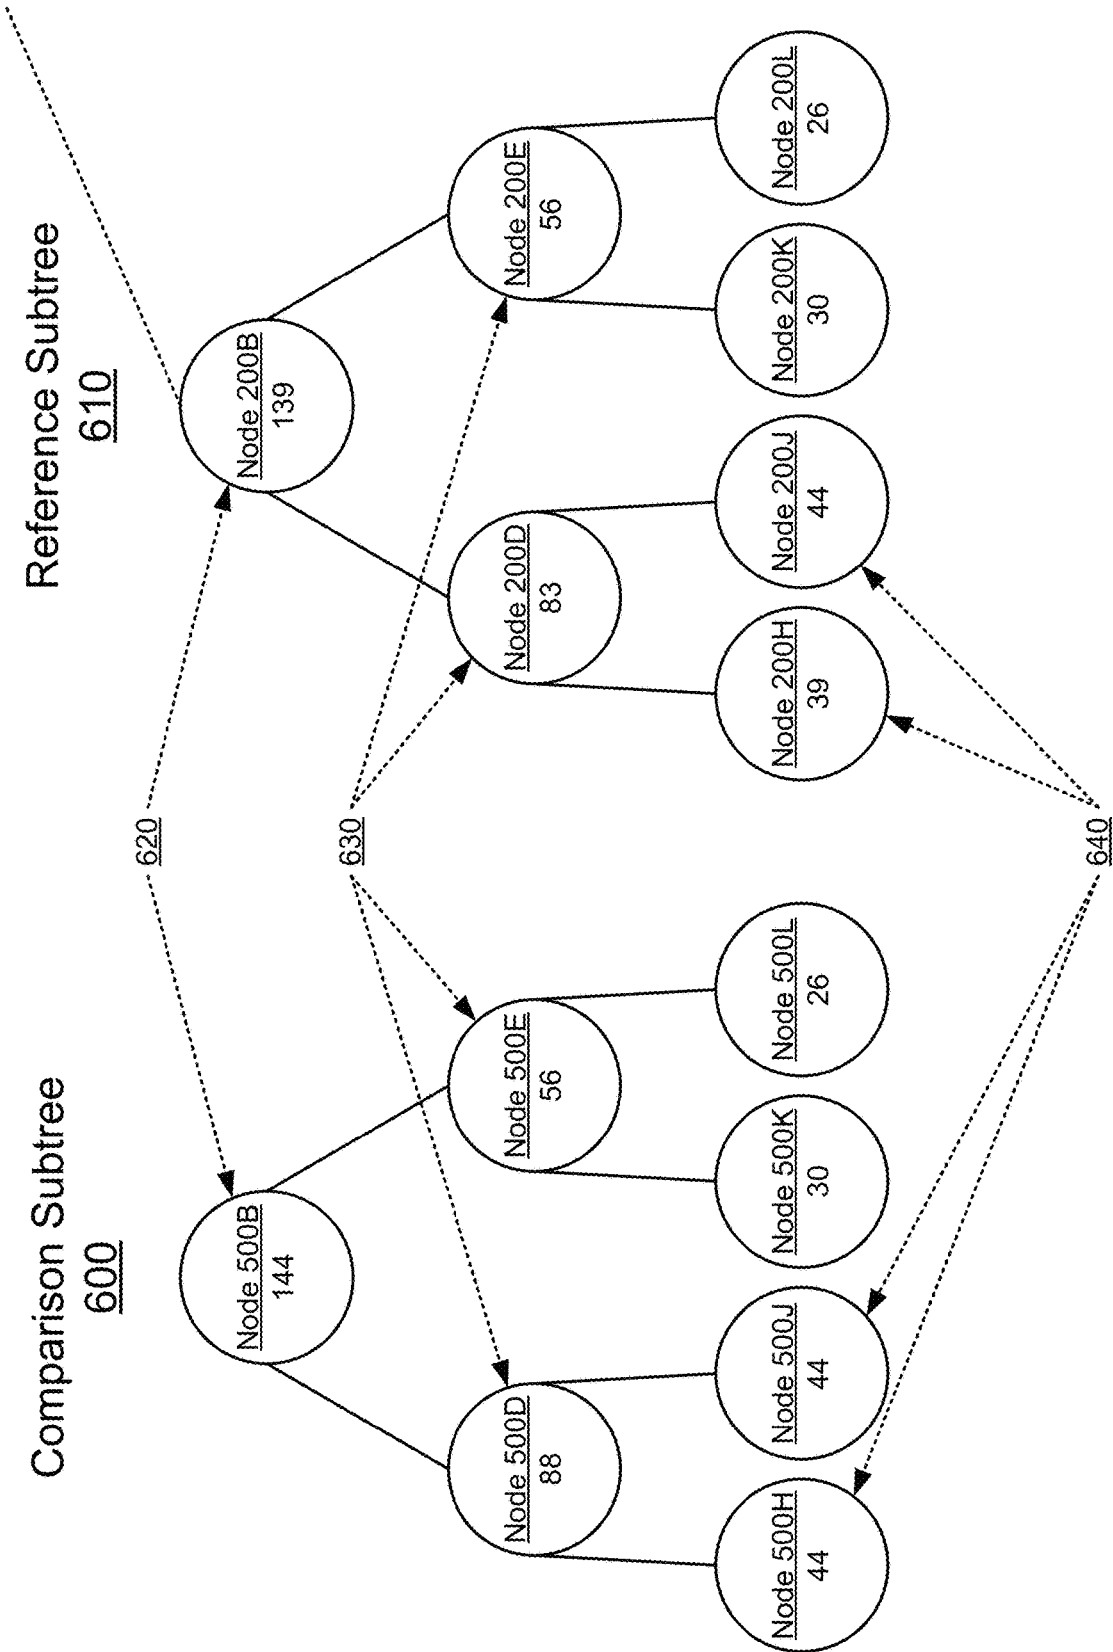 Comparison Subtree
600
Reference Subtree
610
620
Node 500B
144
Node 200B
139
630
Node 500D
88
Node 500E
56
Node 200D
83
Node 200E
56
Node 500H
44
Node 500J
44
Node 500K
30
Node 500L
26
Node 200H
39
Node 200J
44
Node 200K
30
Node 200L
26
640